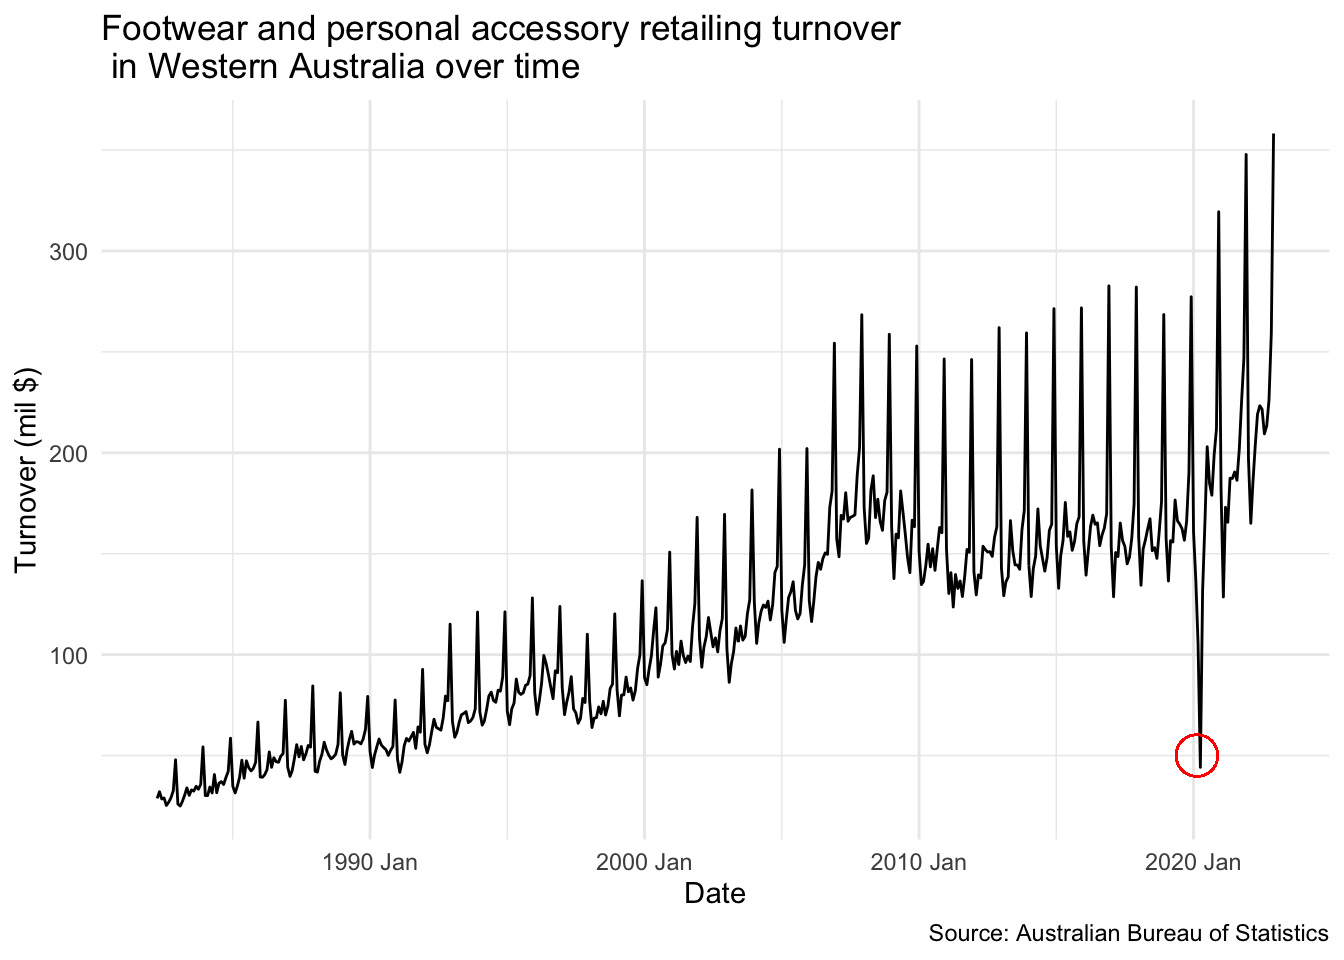 Footwear and personal accessory retailing turnover
in Western Australia over time
Turnover (mil $)
300
200
100
1990 Jan
2000 Jan
2010 Jan
2020 Jan
Date
Source: Australian Bureau of Statistics